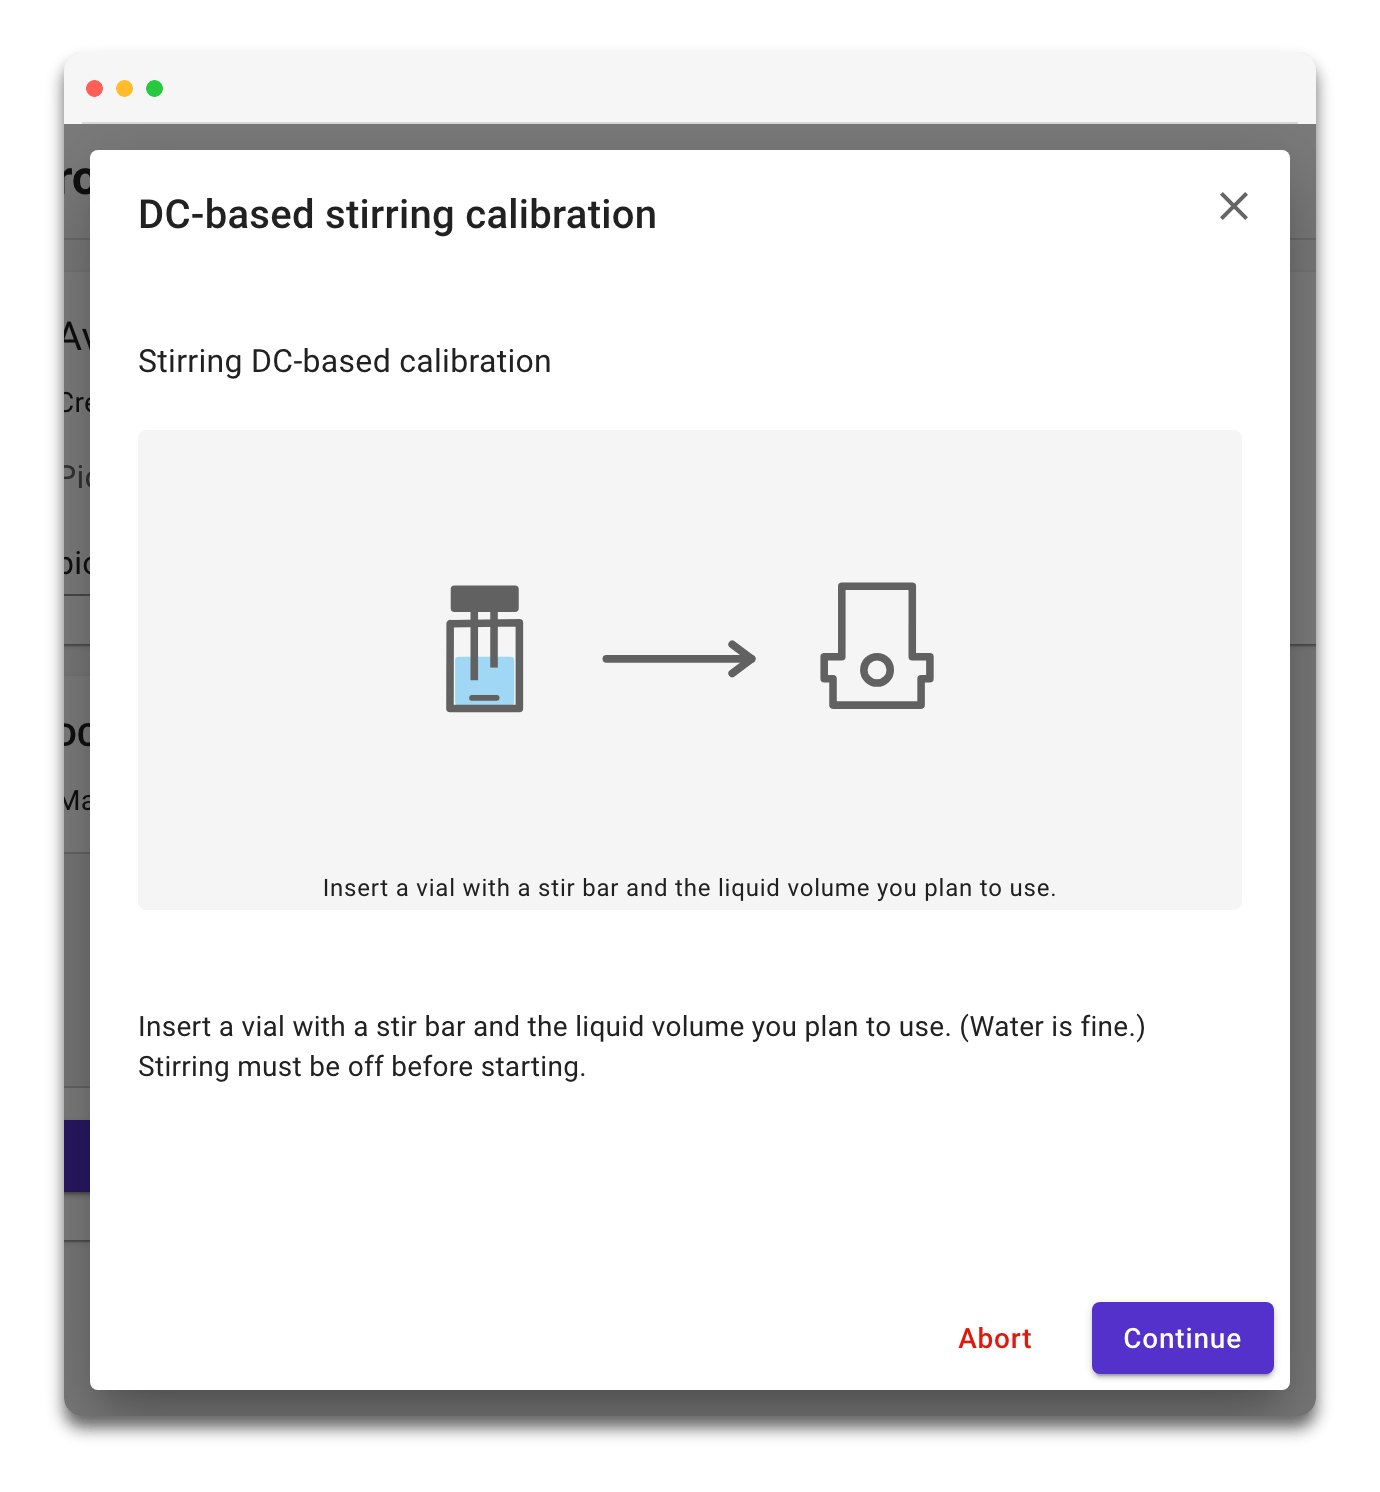 DC-based stirring calibration
Stirring DC-based calibration
Insert a vial with a stir bar and the liquid volume you plan to use.
Insert a vial with a stir bar and the liquid volume you plan to use. (Water is fine.)
Stirring must be off before starting.
Abort
Continue